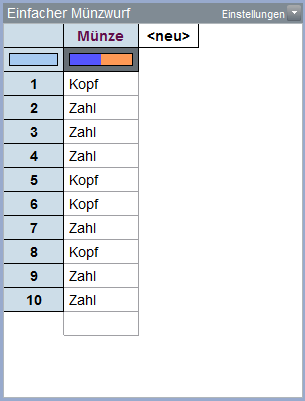 Einfacher Münzwurf Einstellungen
Münze <neu>
1 Kopf
2 Zahl
3 Zahl
4 Zahl
5 Kopf
6 Kopf
7 Zahl
8 Kopf
9 Zahl
10 Zahl